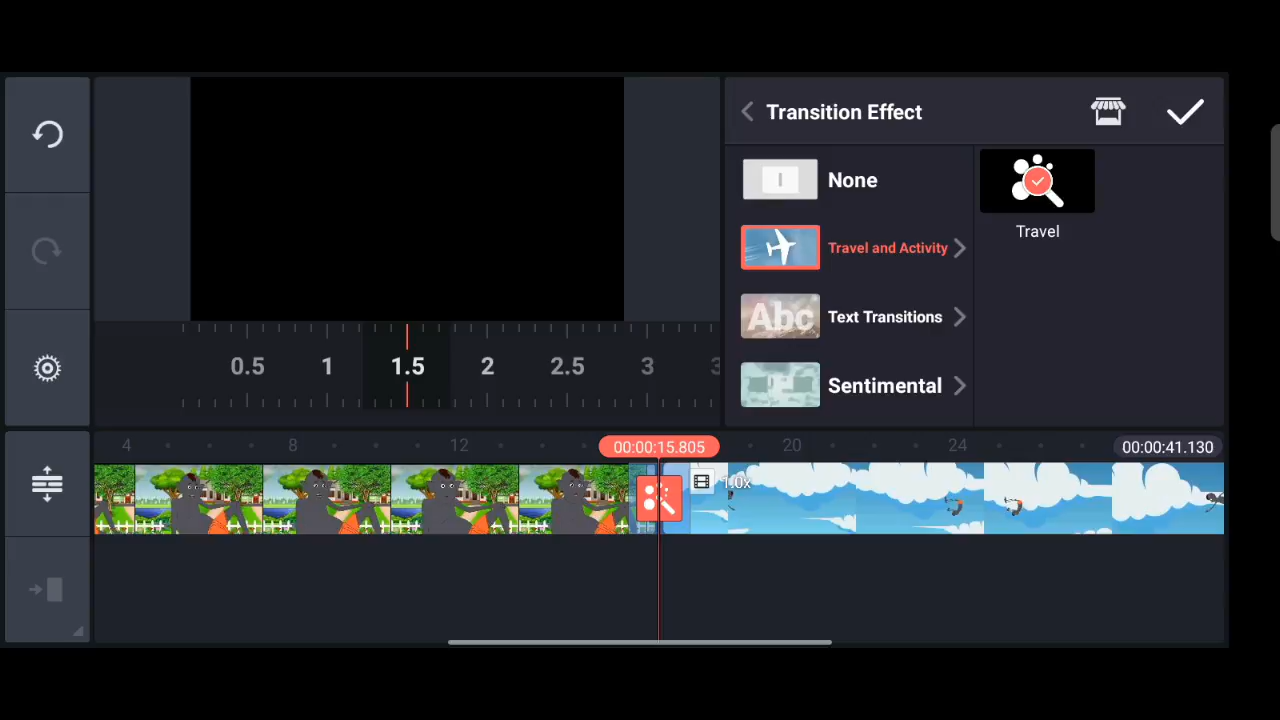 Transition Effect
None
Travel and Activity
Abc
Text Transitions
Sentimental
Travel
0.5 1 1.5 2 2.5 3
4 8 12 00:00:15.805 20 24 00:00:41.130
1.0x